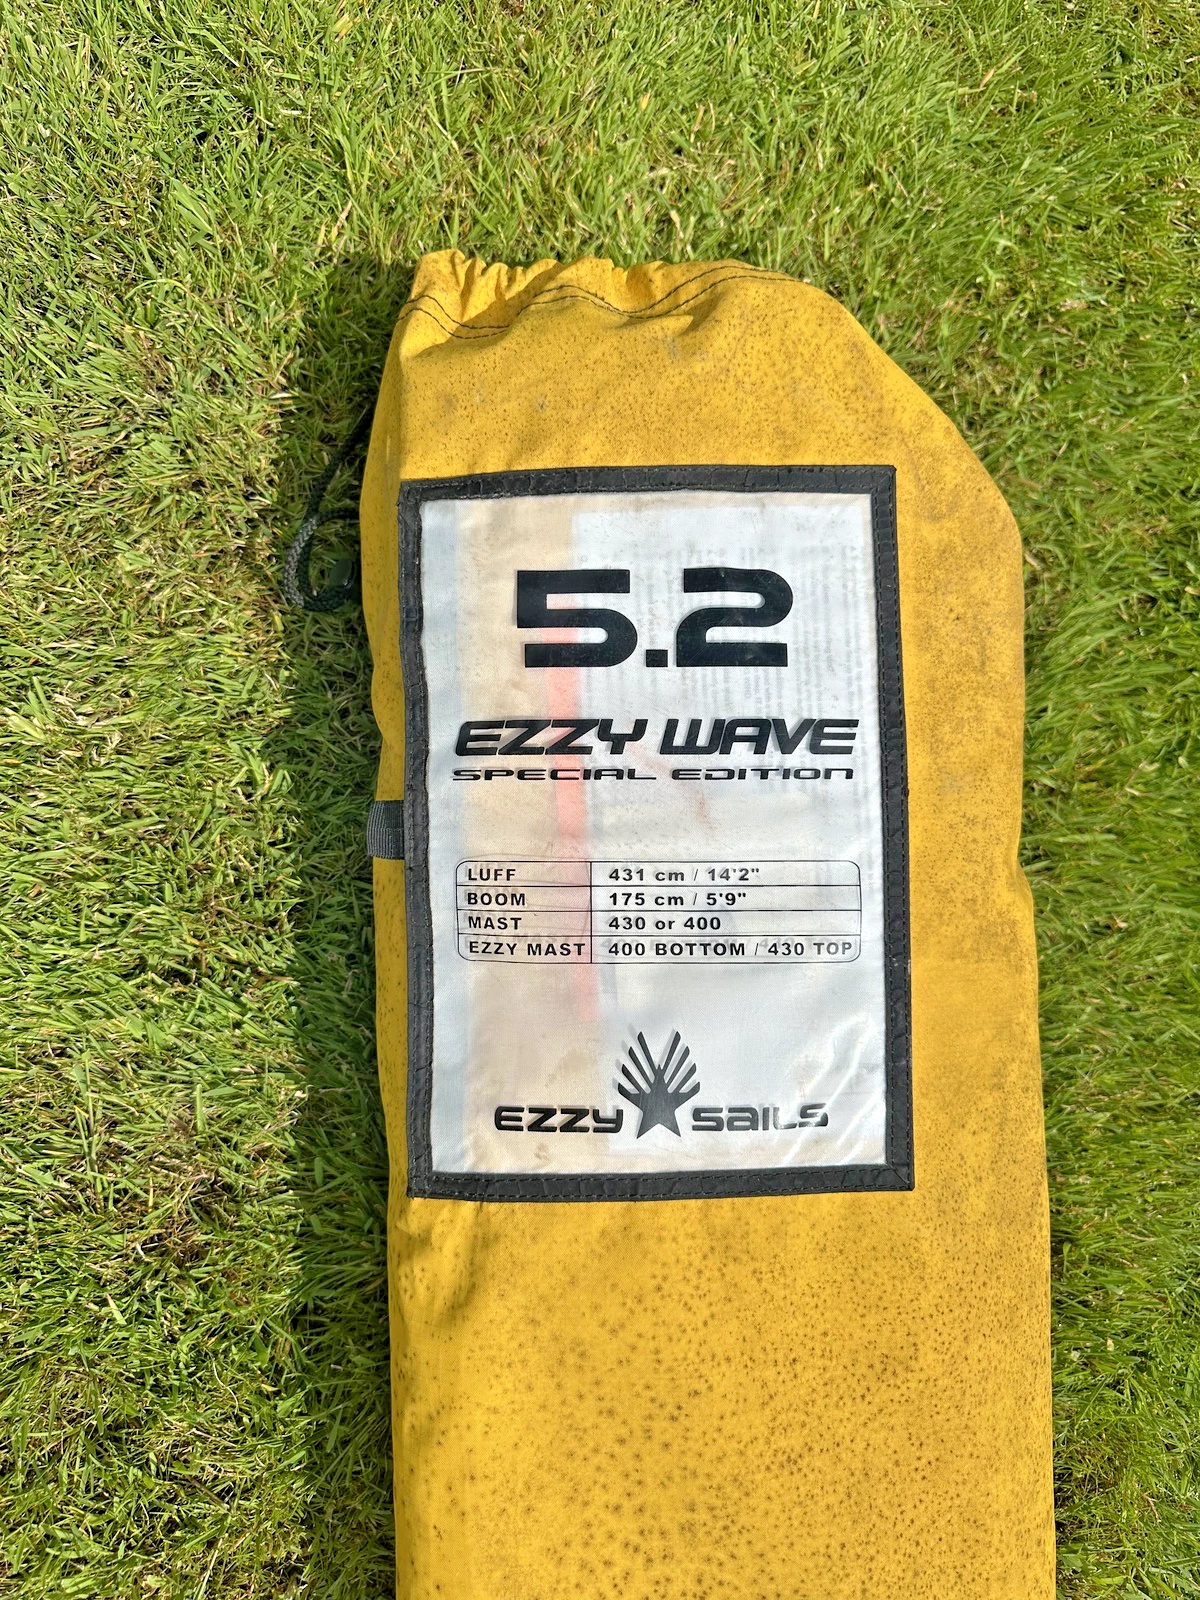 5.2
EZZY WAVE
SPECIAL EDITION
LUFF 431 cm / 14'2"
BOOM 175 cm / 5'9"
MAST 430 or 400
EZZY MAST 400 BOTTOM / 430 TOP
EZZY SAILS